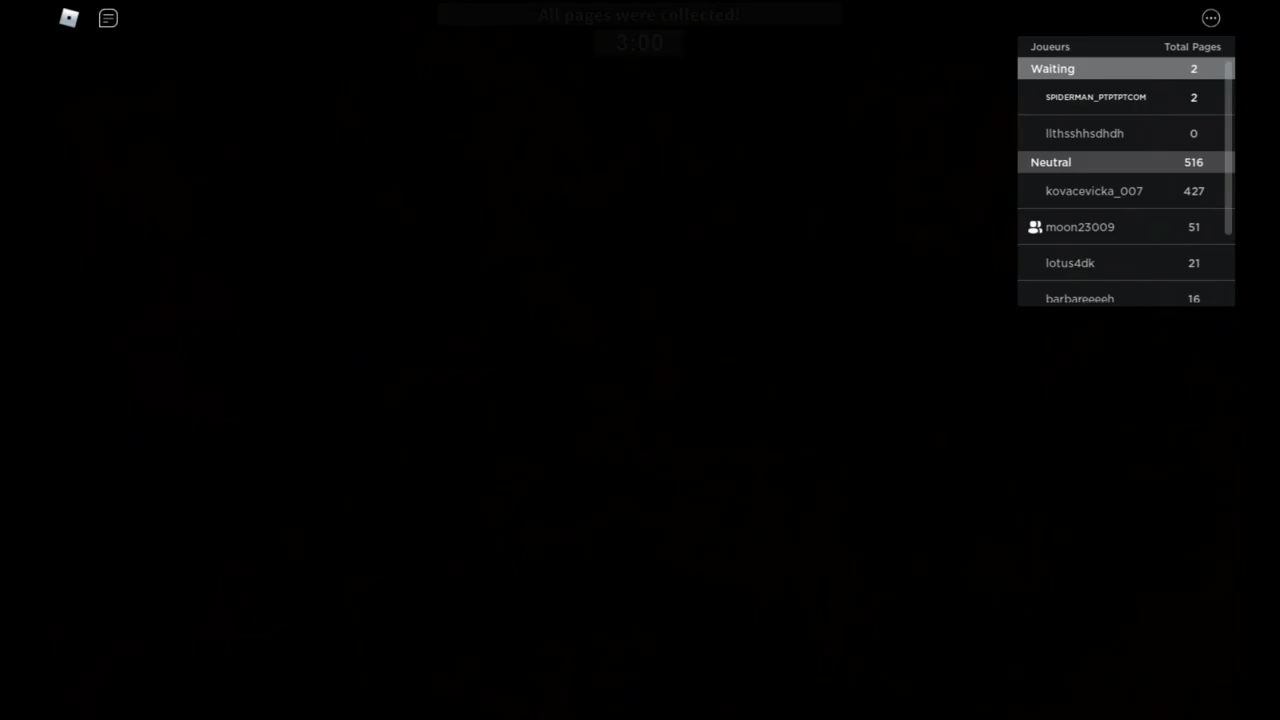 All pages were collected!
3:00
Joueurs Total Pages
Waiting 2
SPIDERMAN_PTPTPTCOM 2
llthsshhsdhdh 0
Neutral 516
kovacevicka_007 427
moon23009 51
lotus4dk 21
barbareeeeh 16